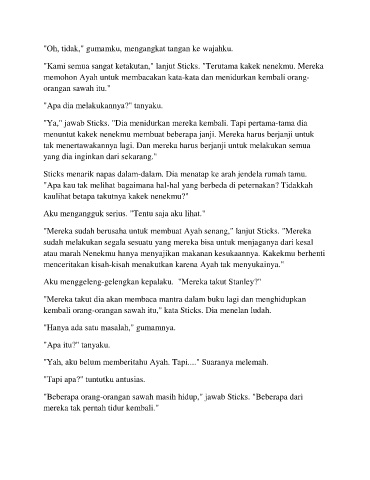 "Oh, tidak," gumamku, mengangkat tangan ke wajahku.
"Kami semua sangat ketakutan," lanjut Sticks. "Terutama kakek nenekmu. Mereka
memohon Ayah untuk membacakan kata-kata dan menidurkan kembali orang-
orangan sawah itu."
"Apa dia melakukannya?" tanyaku.
"Ya," jawab Sticks. "Dia menidurkan mereka kembali. Tapi pertama-tama dia
menuntut kakek nenekmu membuat beberapa janji. Mereka harus berjanji untuk
tak menertawakannya lagi. Dan mereka harus berjanji untuk melakukan semua
yang dia inginkan dari sekarang."
Sticks menarik napas dalam-dalam. Dia menatap ke arah jendela rumah tamu.
"Apa kau tak melihat bagaimana hal-hal yang berbeda di peternakan? Tidakkah
kaulihat betapa takutnya kakek nenekmu?"
Aku mengangguk serius. "Tentu saja aku lihat."
"Mereka sudah berusaha untuk membuat Ayah senang," lanjut Sticks. "Mereka
sudah melakukan segala sesuatu yang mereka bisa untuk menjaganya dari kesal
atau marah Nenekmu hanya menyajikan makanan kesukaannya. Kakekmu berhenti
menceritakan kisah-kisah menakutkan karena Ayah tak menyukainya."
Aku menggeleng-gelengkan kepalaku.  "Mereka takut Stanley?"
"Mereka takut dia akan membaca mantra dalam buku lagi dan menghidupkan
kembali orang-orangan sawah itu," kata Sticks. Dia menelan ludah.
"Hanya ada satu masalah," gumamnya.
"Apa itu?" tanyaku.
"Yah, aku belum memberitahu Ayah. Tapi...." Suaranya melemah.
"Tapi apa?" tuntutku antusias.
"Beberapa orang-orangan sawah masih hidup," jawab Sticks. "Beberapa dari
mereka tak pernah tidur kembali."